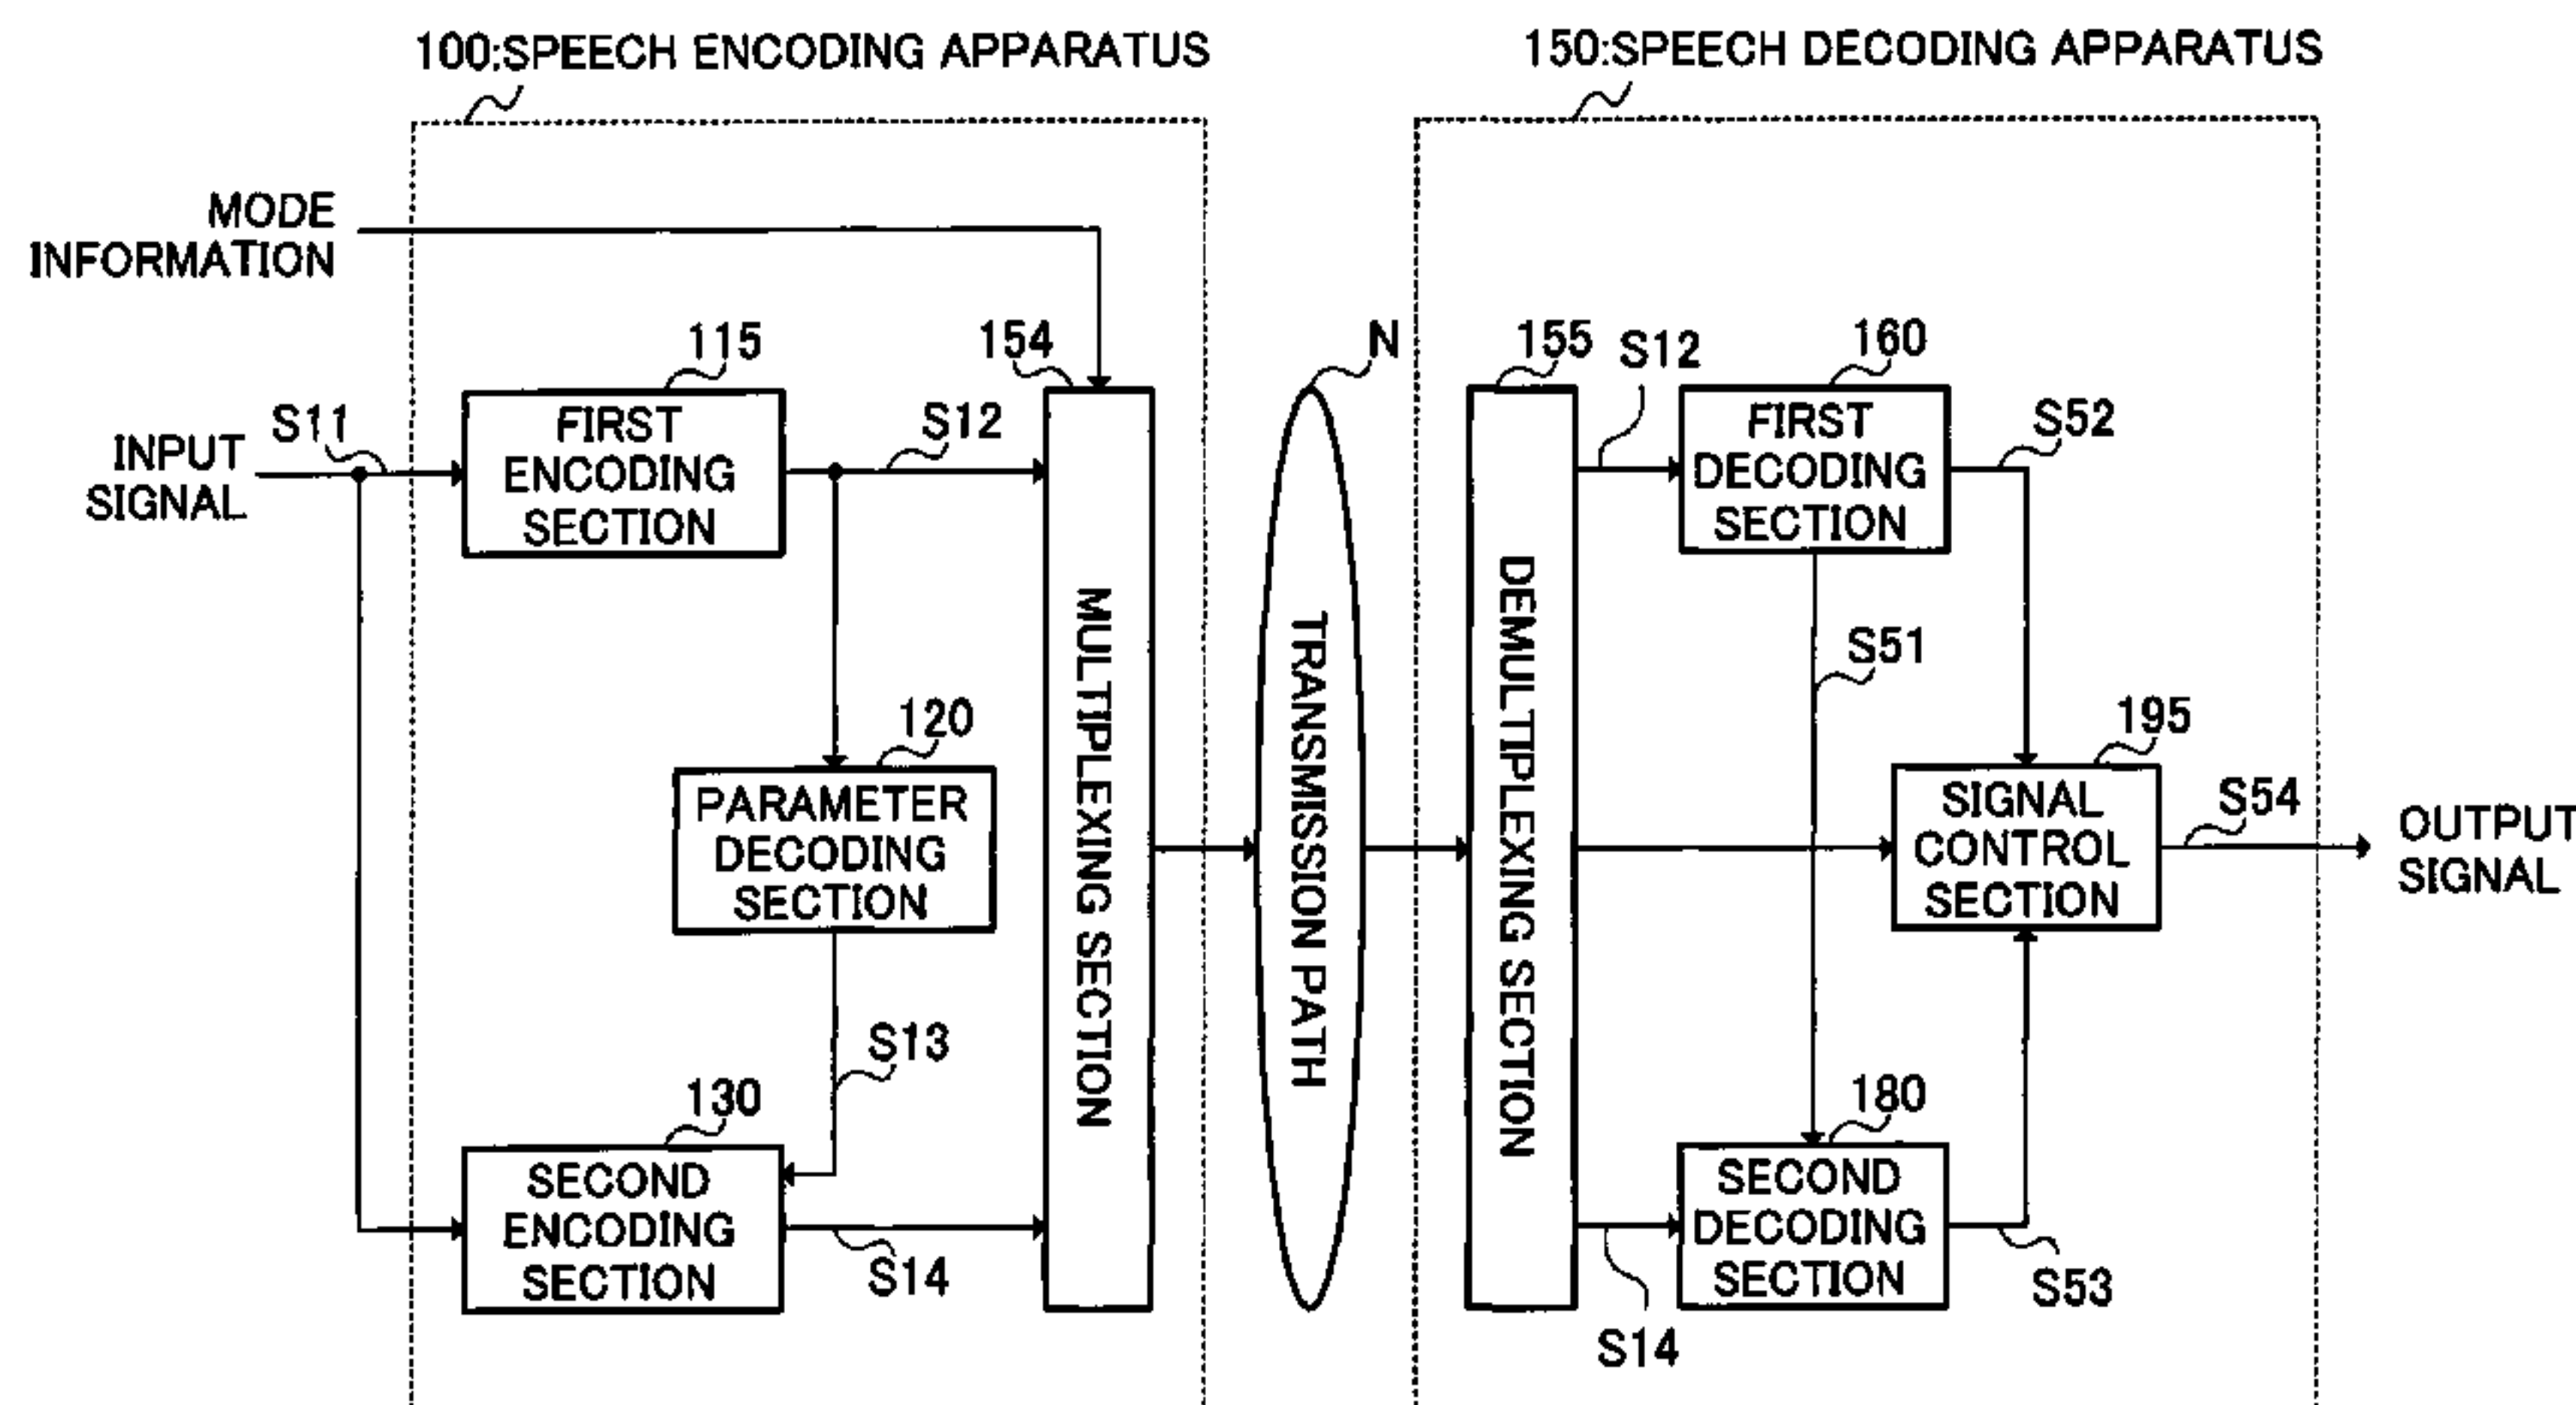 100:SPEECH ENCODING APPARATUS
150:SPEECH DECODING APPARATUS
MODE
INFORMATION
115
154
N
155
S12
160
INPUT
SIGNAL
S11
FIRST
ENCODING
SECTION
S12
FIRST
DECODING
SECTION
S52
120
PARAMETER
DECODING
SECTION
MULTIPLEXING SECTION
TRANSMISSION PATH
DEMULTIPLEXING SECTION
S51
195
SIGNAL
CONTROL
SECTION
S54
OUTPUT
SIGNAL
S13
130
SECOND
ENCODING
SECTION
S14
180
SECOND
DECODING
SECTION
S53
S14